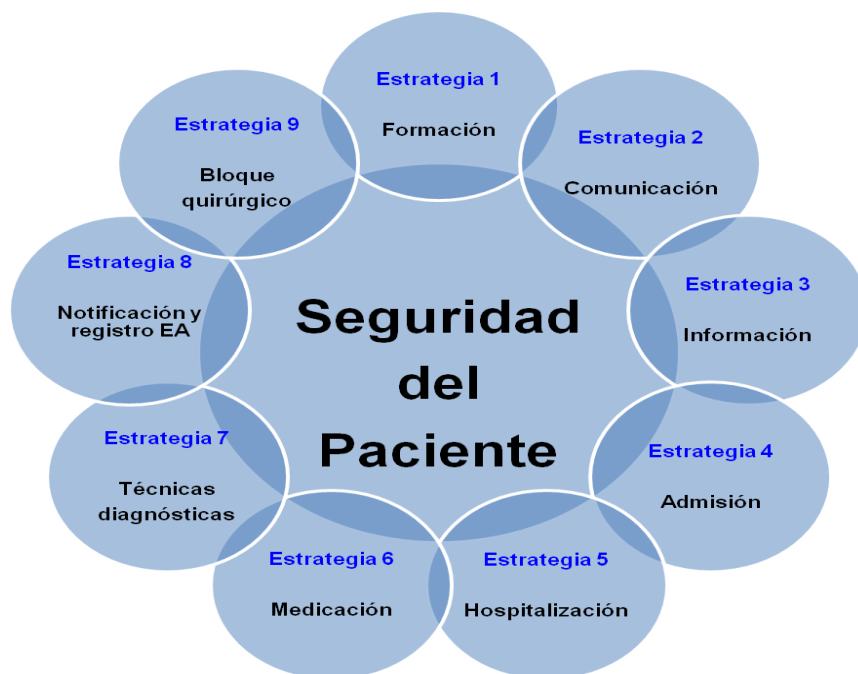 Estrategia 1
Formación
Estrategia 2
Comunicación
Estrategia 3
Información
Estrategia 4
Admisión
Estrategia 5
Hospitalización
Estrategia 6
Medicación
Estrategia 7
Técnicas
diagnósticas
Estrategia 8
Notificación y
registro EA
Estrategia 9
Bloque
quirúrgico
Seguridad
del
Paciente